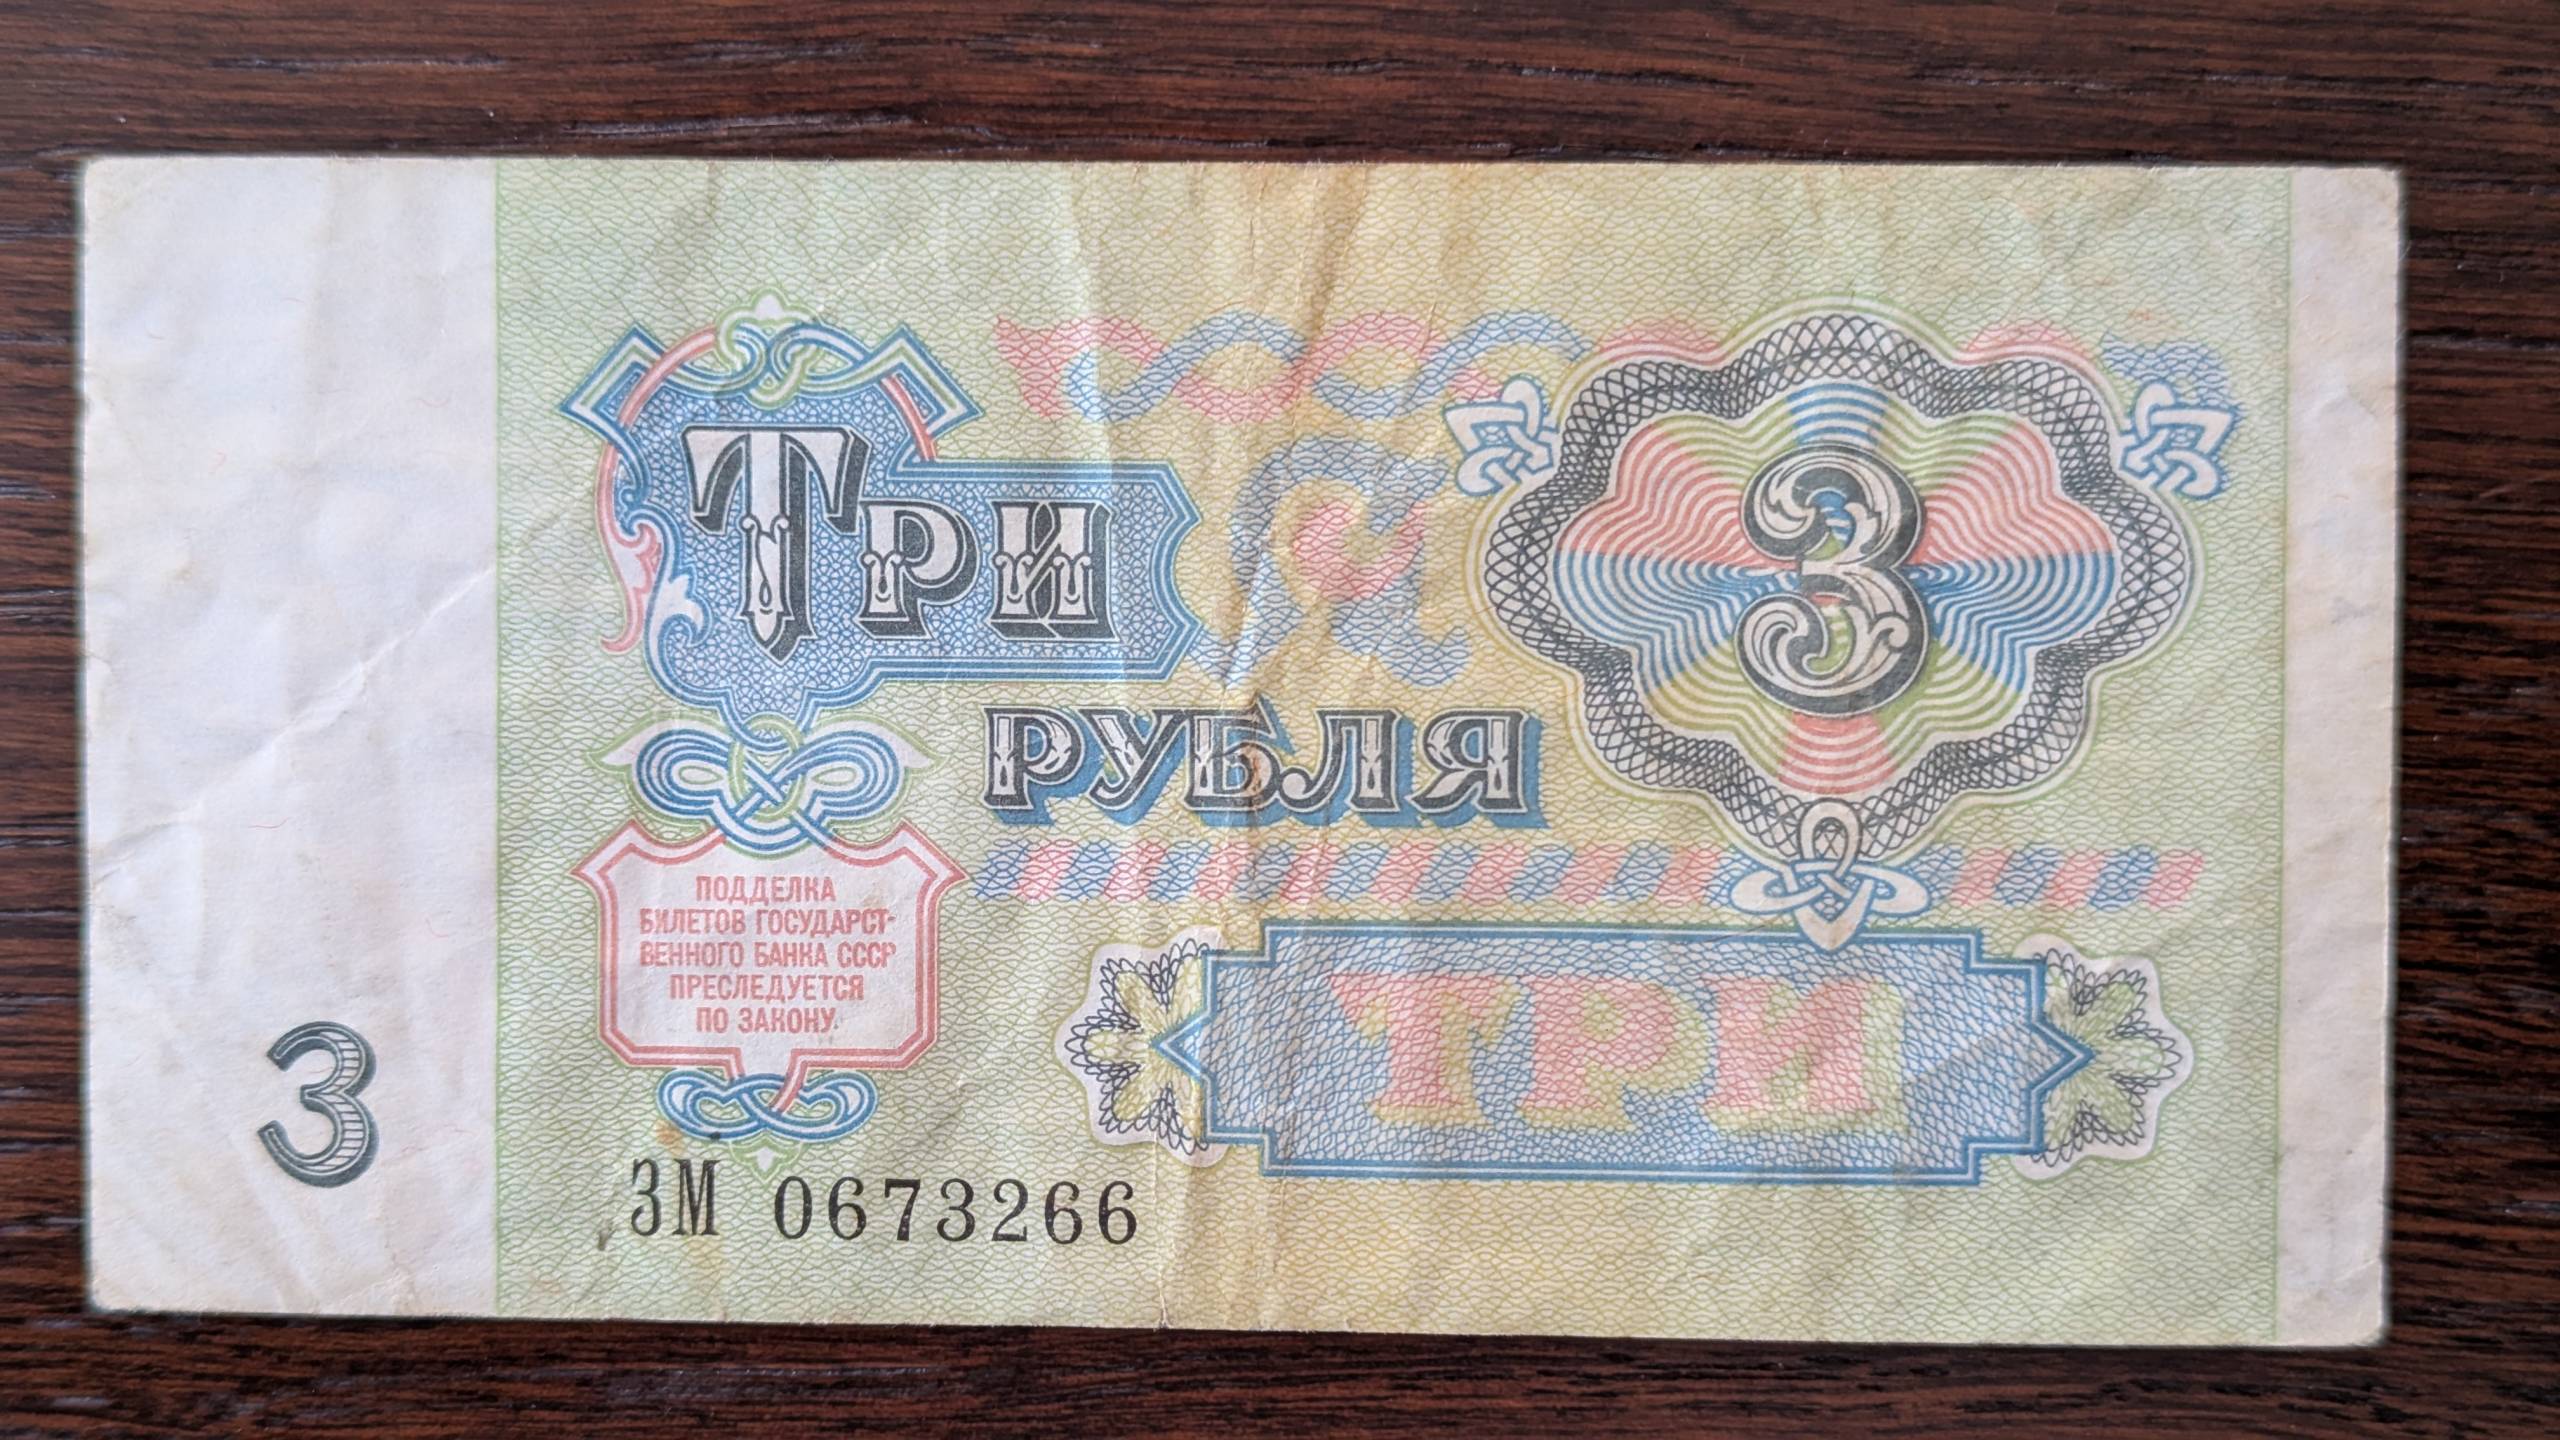 ТРИ
3
РУБЛЯ
ПОДДЕЛКА
БИЛЕТОВ ГОСУДАРСТ-
ВЕННОГО БАНКА СССР
ПРЕСЛЕДУЕТСЯ
ПО ЗАКОНУ.
ТРИ
3
ЗМ 0673266